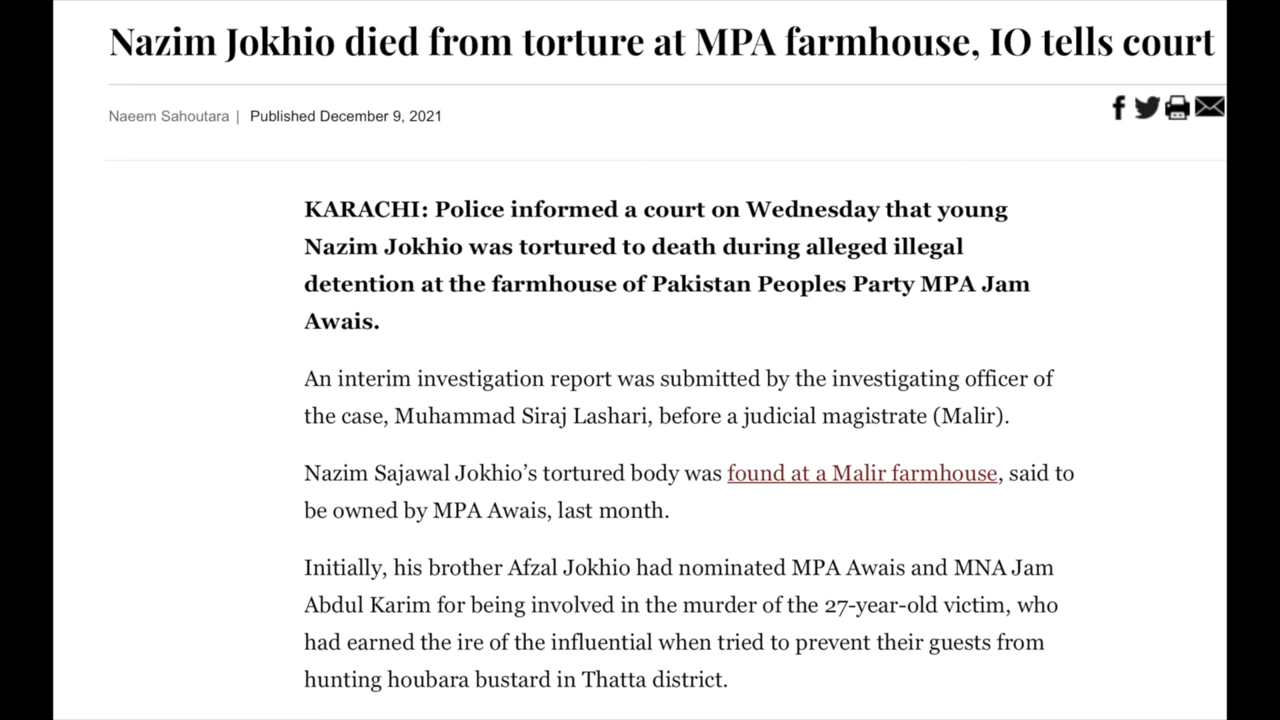 Nazim Jokhio died from torture at MPA farmhouse, IO tells court
Naeem Sahoutara | Published December 9, 2021
KARACHI: Police informed a court on Wednesday that young
Nazim Jokhio was tortured to death during alleged illegal
detention at the farmhouse of Pakistan Peoples Party MPA Jam
Awais.
An interim investigation report was submitted by the investigating officer of
the case, Muhammad Siraj Lashari, before a judicial magistrate (Malir).
Nazim Sajawal Jokhio’s tortured body was found at a Malir farmhouse, said to
be owned by MPA Awais, last month.
Initially, his brother Afzal Jokhio had nominated MPA Awais and MNA Jam
Abdul Karim for being involved in the murder of the 27-year-old victim, who
had earned the ire of the influential when tried to prevent their guests from
hunting houbara bustard in Thatta district.